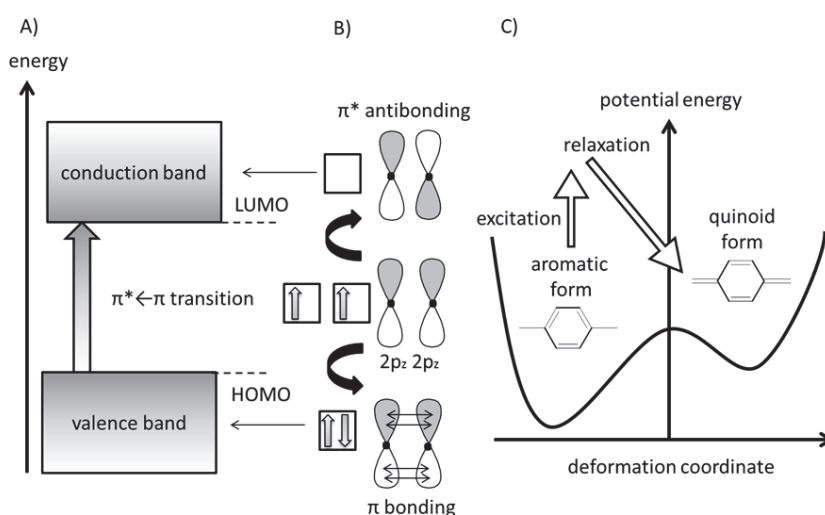 A)
energy
conduction band
LUMO
π*←π transition
HOMO
valence band
B)
π* antibonding
2pz 2pz
π bonding
C)
potential energy
relaxation
excitation
quinoid
form
aromatic
form
deformation coordinate